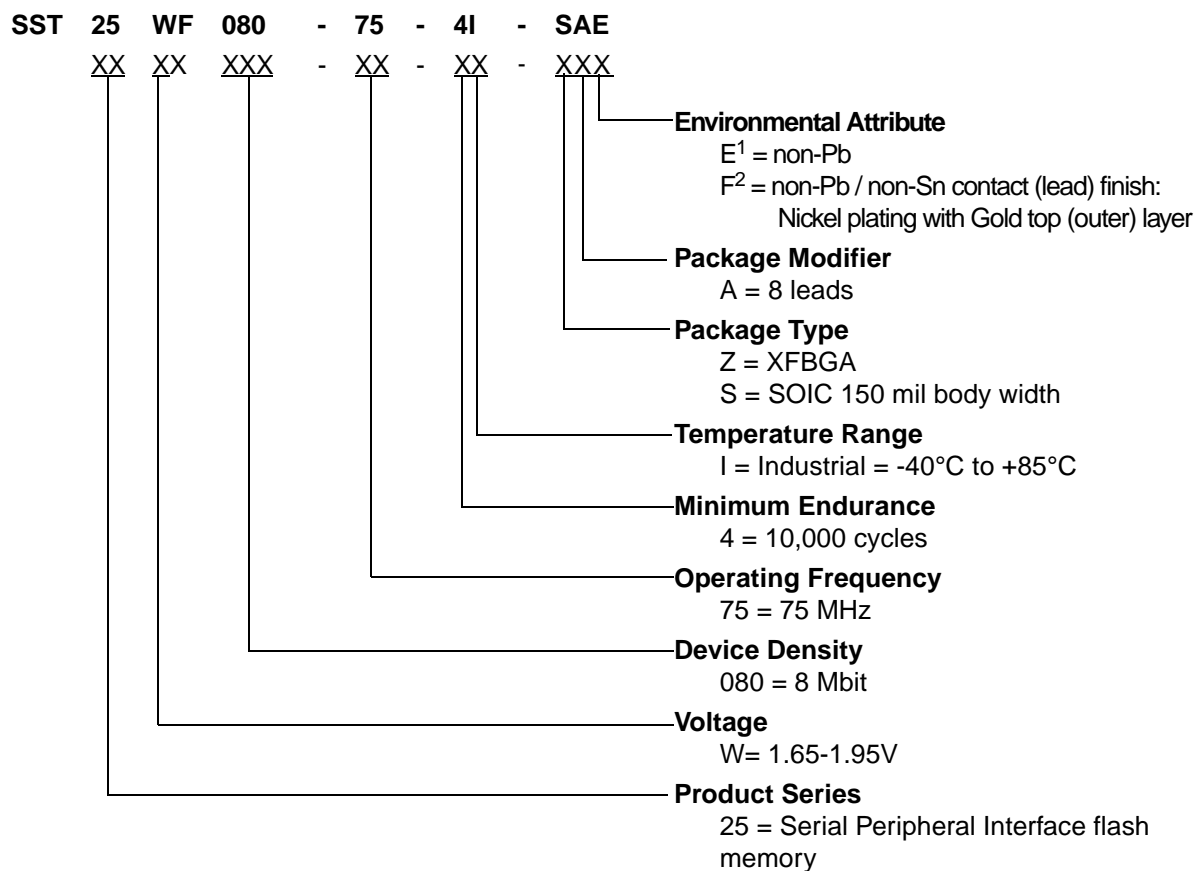 SST 25 WF 080 - 75 - 4I - SAE
XX XX XXX - XX - XX - XXX
Environmental Attribute
E1 = non-Pb
F2 = non-Pb / non-Sn contact (lead) finish:
Nickel plating with Gold top (outer) layer
Package Modifier
A = 8 leads
Package Type
Z = XFBGA
S = SOIC 150 mil body width
Temperature Range
I = Industrial = -40°C to +85°C
Minimum Endurance
4 = 10,000 cycles
Operating Frequency
75 = 75 MHz
Device Density
080 = 8 Mbit
Voltage
W= 1.65-1.95V
Product Series
25 = Serial Peripheral Interface flash
memory